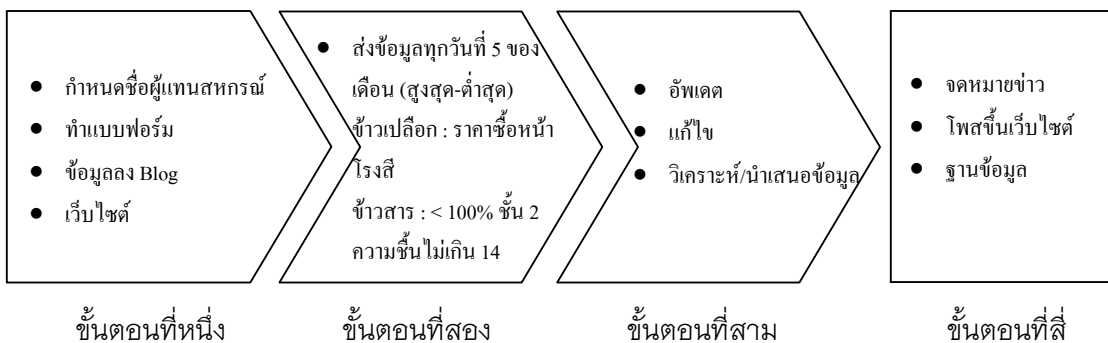 ● กำหนดชื่อผู้แทนสหกรณ์
● ทำแบบฟอร์ม
● ข้อมูลลง Blog
● เว็บไซต์
● ส่งข้อมูลทุกวันที่ 5 ของ
เดือน (สูงสุด-ต่ำสุด)
ข้าวเปลือก : ราคาซื้อหน้า
โรงสี
ข้าวสาร : < 100% ชั้น 2
ความชื้นไม่เกิน 14
● อัพเดต
● แก้ไข
● วิเคราะห์/นำเสนอข้อมูล
● จดหมายข่าว
● โพสขึ้นเว็บไซต์
● ฐานข้อมูล
ขั้นตอนที่หนึ่ง
ขั้นตอนที่สอง
ขั้นตอนที่สาม
ขั้นตอนที่สี่